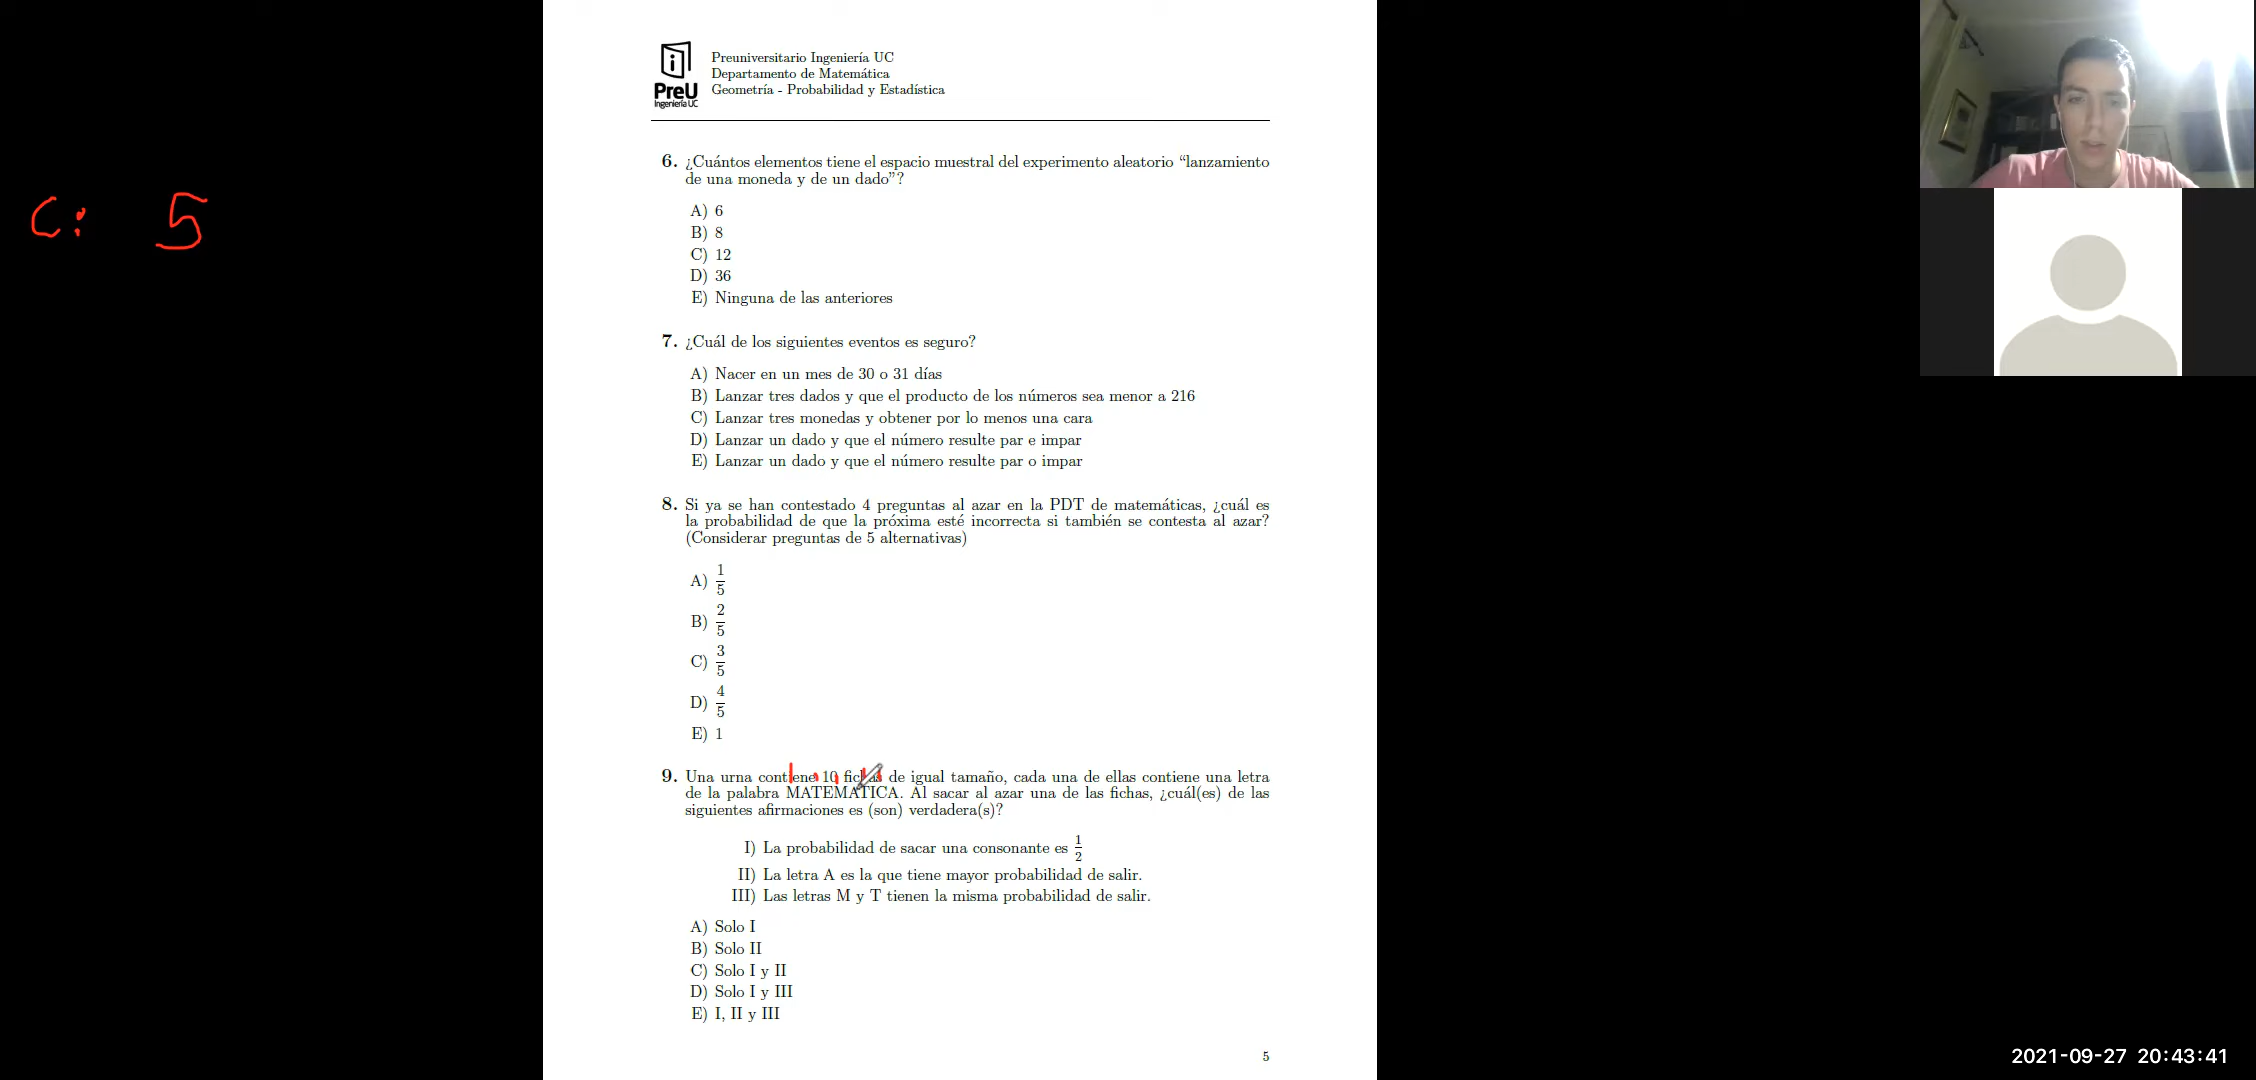 C: 5
PreU
Ingeniería UC
Preuniversitario Ingeniería UC
Departamento de Matemática
Geometría - Probabilidad y Estadística
6. ¿Cuántos elementos tiene el espacio muestral del experimento aleatorio “lanzamiento
de una moneda y de un dado”?
A) 6
B) 8
C) 12
D) 36
E) Ninguna de las anteriores
7. ¿Cuál de los siguientes eventos es seguro?
A) Nacer en un mes de 30 o 31 días
B) Lanzar tres dados y que el producto de los números sea menor a 216
C) Lanzar tres monedas y obtener por lo menos una cara
D) Lanzar un dado y que el número resulte par e impar
E) Lanzar un dado y que el número resulte par o impar
8. Si ya se han contestado 4 preguntas al azar en la PDT de matemáticas, ¿cuál es
la probabilidad de que la próxima esté incorrecta si también se contesta al azar?
(Considerar preguntas de 5 alternativas)
A) 1/5
B) 2/5
C) 3/5
D) 4/5
E) 1
9. Una urna contiene 10 fichas de igual tamaño, cada una de ellas contiene una letra
de la palabra MATEMATICA. Al sacar al azar una de las fichas, ¿cuál(es) de las
siguientes afirmaciones es (son) verdadera(s)?
I) La probabilidad de sacar una consonante es 1/2
II) La letra A es la que tiene mayor probabilidad de salir.
III) Las letras M y T tienen la misma probabilidad de salir.
A) Solo I
B) Solo II
C) Solo I y II
D) Solo I y III
E) I, II y III
5
2021-09-27 20:43:41